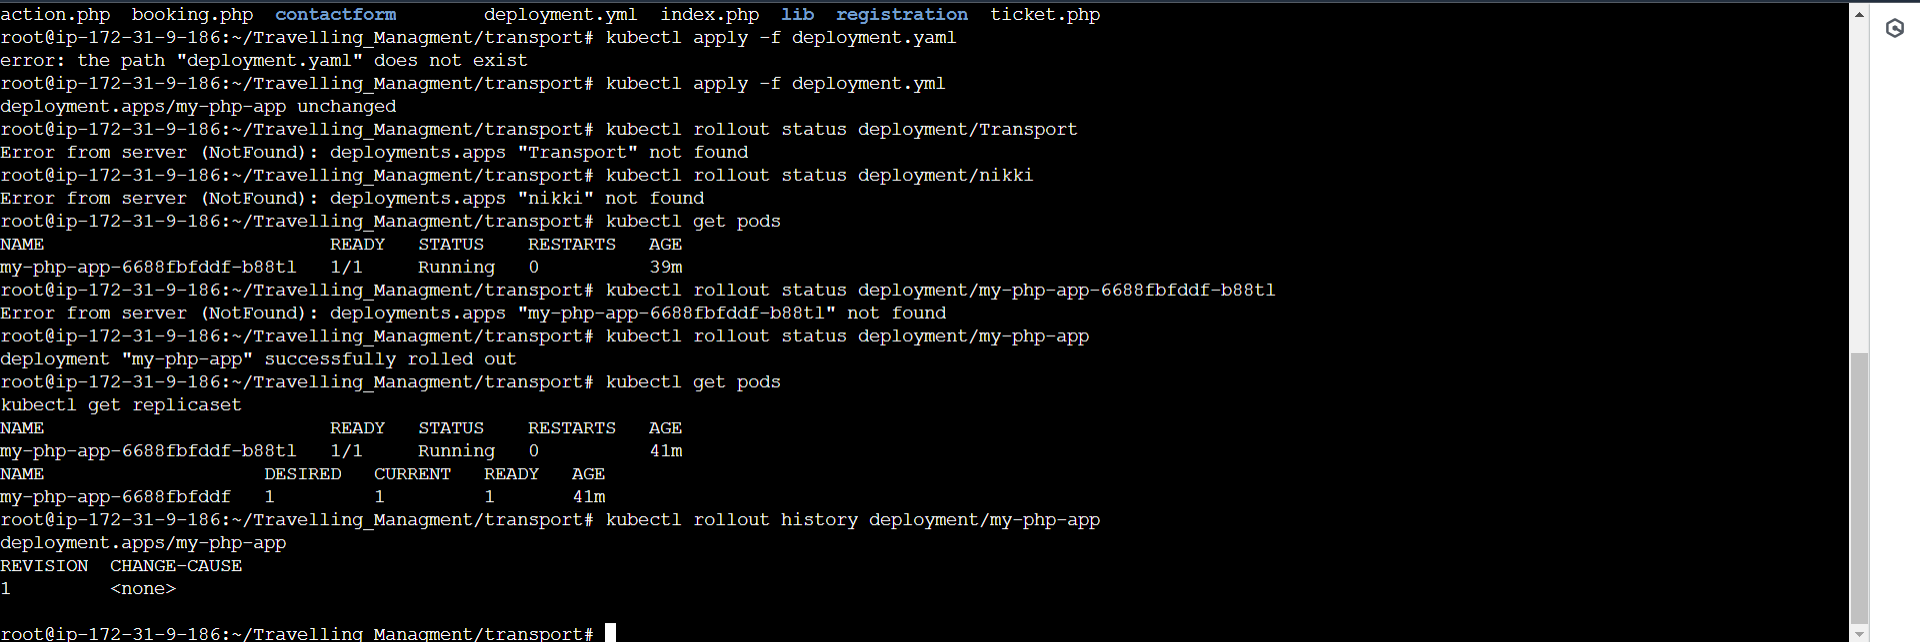 action.php  booking.php  contactform        deployment.yml  index.php  lib  registration  ticket.php
root@ip-172-31-9-186:~/Travelling_Managment/transport# kubectl apply -f deployment.yaml
error: the path "deployment.yaml" does not exist
root@ip-172-31-9-186:~/Travelling_Managment/transport# kubectl apply -f deployment.yml
deployment.apps/my-php-app unchanged
root@ip-172-31-9-186:~/Travelling_Managment/transport# kubectl rollout status deployment/Transport
Error from server (NotFound): deployments.apps "Transport" not found
root@ip-172-31-9-186:~/Travelling_Managment/transport# kubectl rollout status deployment/nikki
Error from server (NotFound): deployments.apps "nikki" not found
root@ip-172-31-9-186:~/Travelling_Managment/transport# kubectl get pods
NAME                          READY   STATUS    RESTARTS   AGE
my-php-app-6688fbfddf-b88tl   1/1     Running   0          39m
root@ip-172-31-9-186:~/Travelling_Managment/transport# kubectl rollout status deployment/my-php-app-6688fbfddf-b88tl
Error from server (NotFound): deployments.apps "my-php-app-6688fbfddf-b88tl" not found
root@ip-172-31-9-186:~/Travelling_Managment/transport# kubectl rollout status deployment/my-php-app
deployment "my-php-app" successfully rolled out
root@ip-172-31-9-186:~/Travelling_Managment/transport# kubectl get pods
kubectl get replicaset
NAME                          READY   STATUS    RESTARTS   AGE
my-php-app-6688fbfddf-b88tl   1/1     Running   0          41m
NAME                    DESIRED   CURRENT   READY   AGE
my-php-app-6688fbfddf   1         1         1       41m
root@ip-172-31-9-186:~/Travelling_Managment/transport# kubectl rollout history deployment/my-php-app
deployment.apps/my-php-app
REVISION  CHANGE-CAUSE
1         <none>
root@ip-172-31-9-186:~/Travelling_Managment/transport#